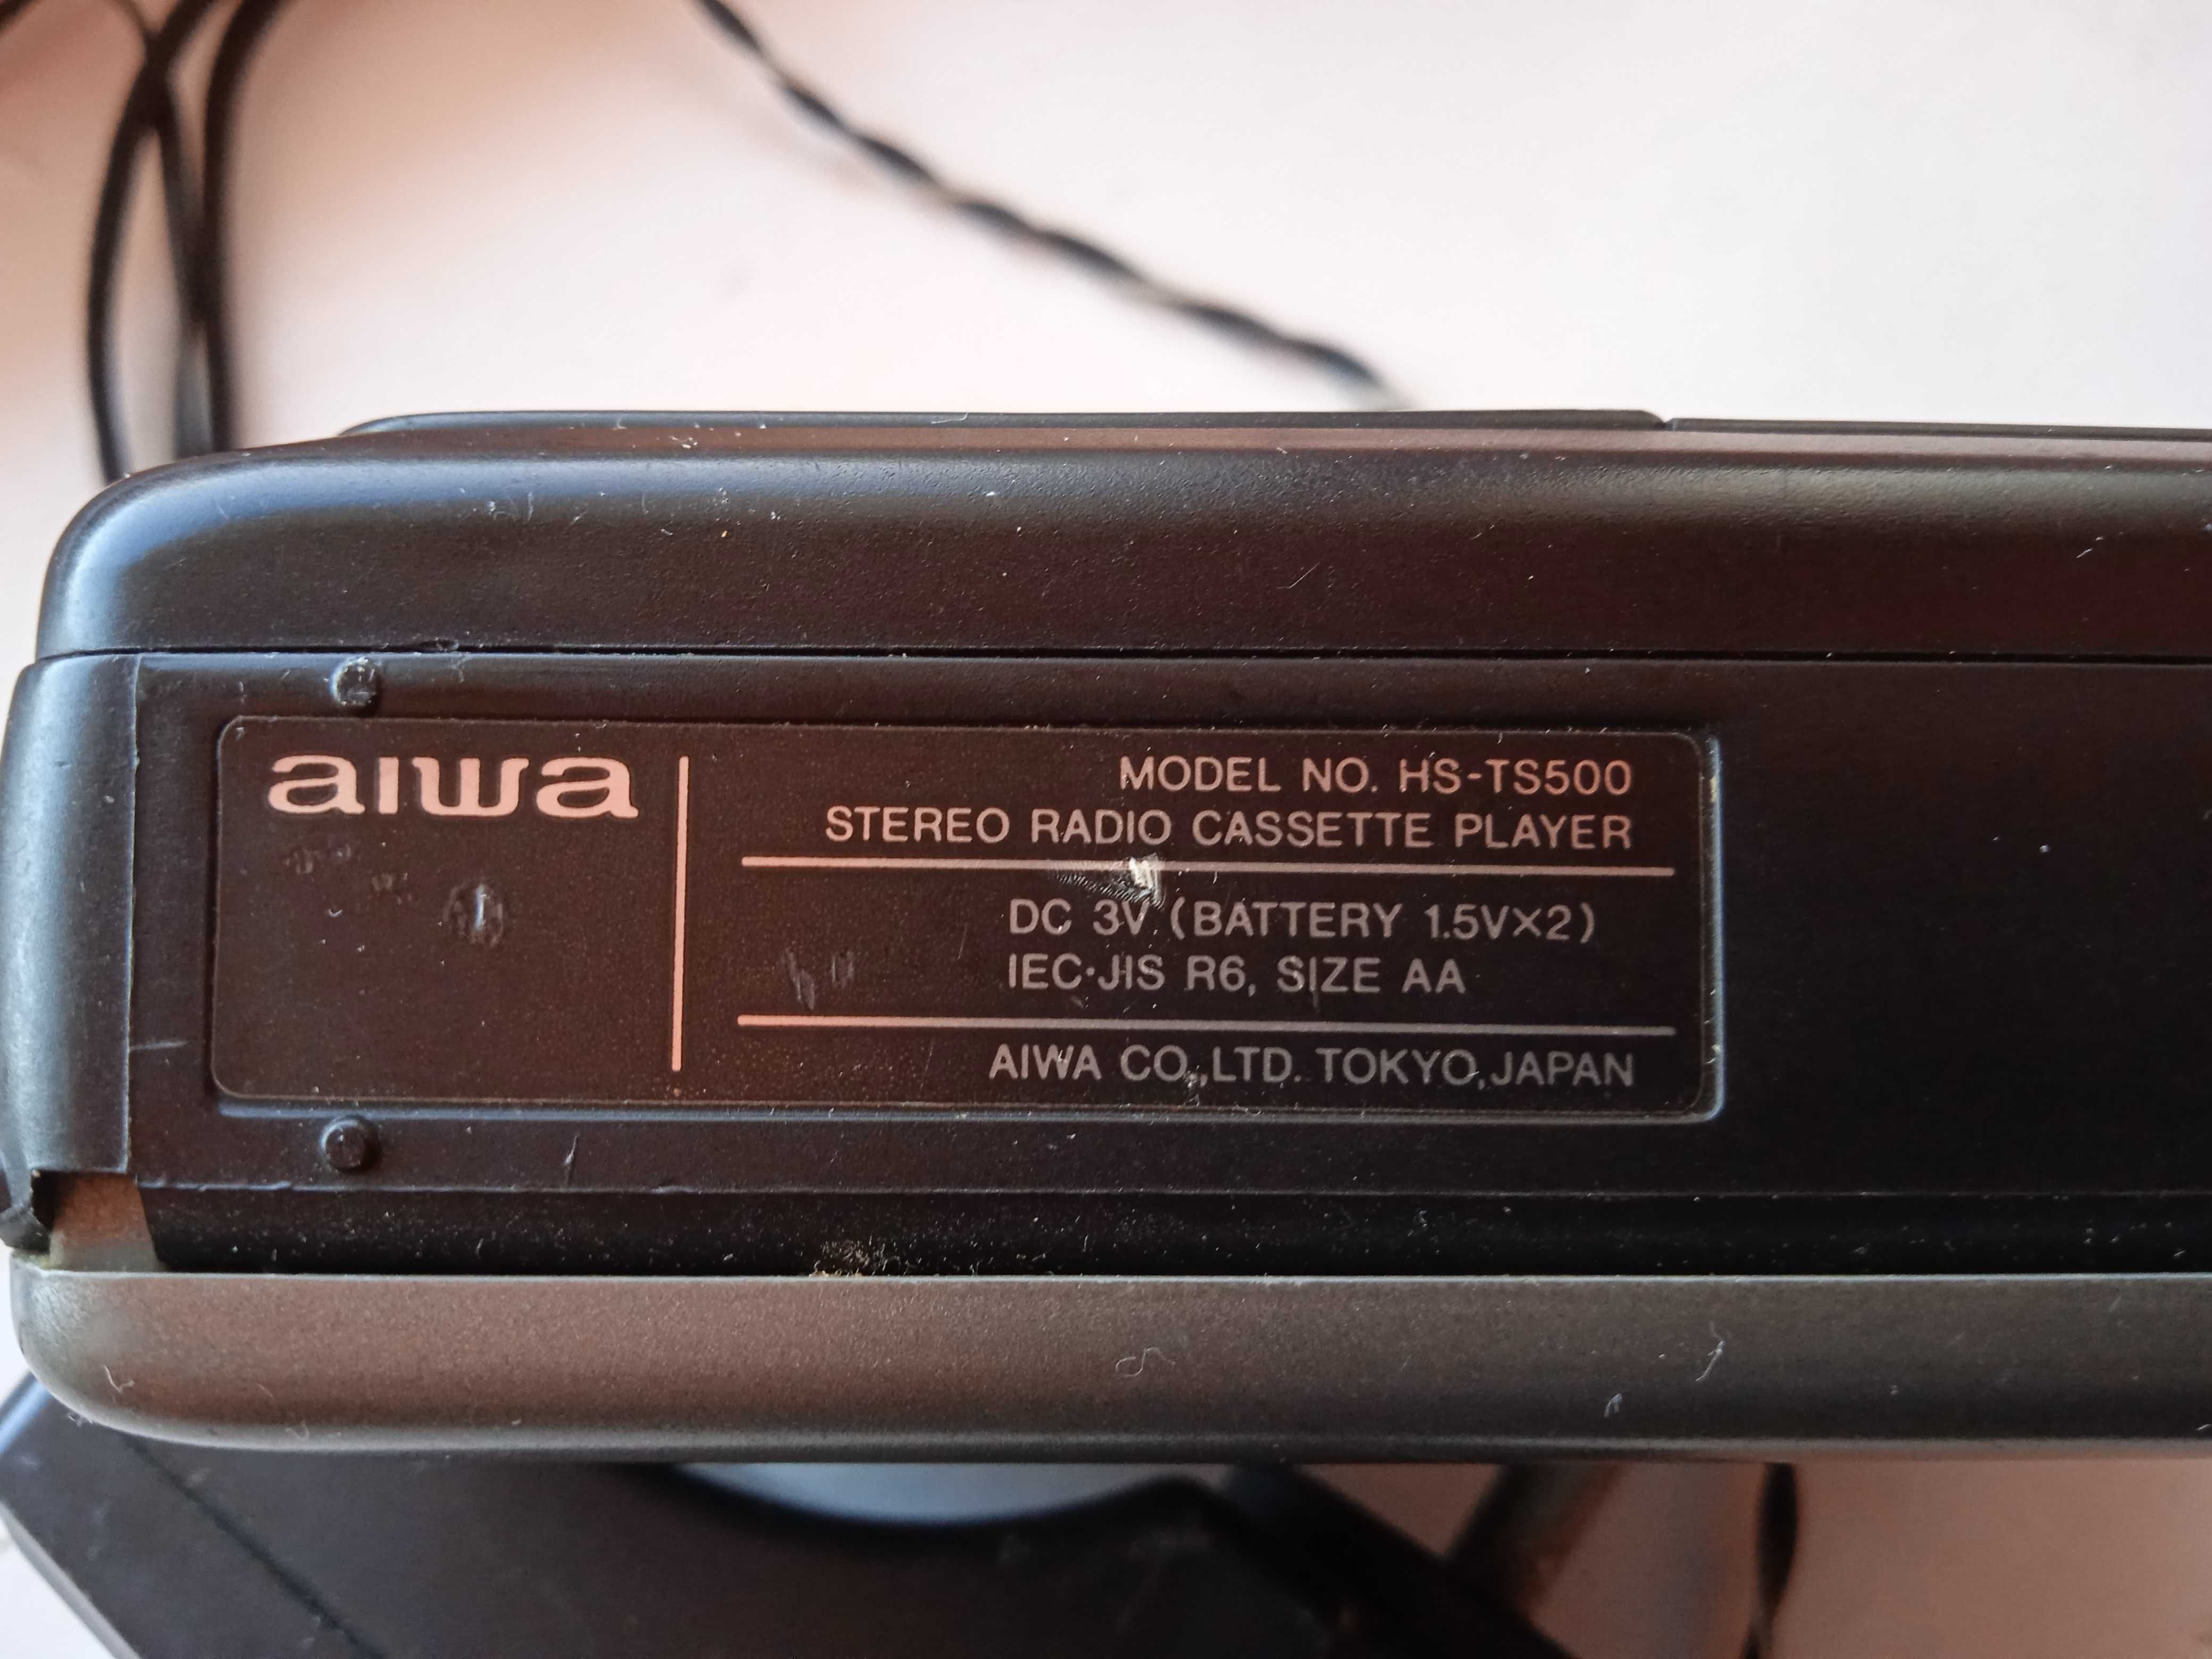 aiwa
MODEL NO. HS-TS500
STEREO RADIO CASSETTE PLAYER
DC 3V (BATTERY 1.5V×2)
IEC·JIS R6, SIZE AA
AIWA CO.,LTD. TOKYO,JAPAN